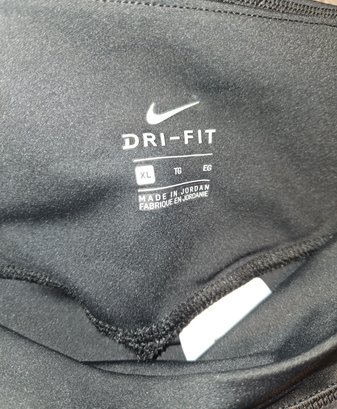 DRI-FIT
XL TG EG
MADE IN JORDAN
FABRIQUE EN JORDANIE